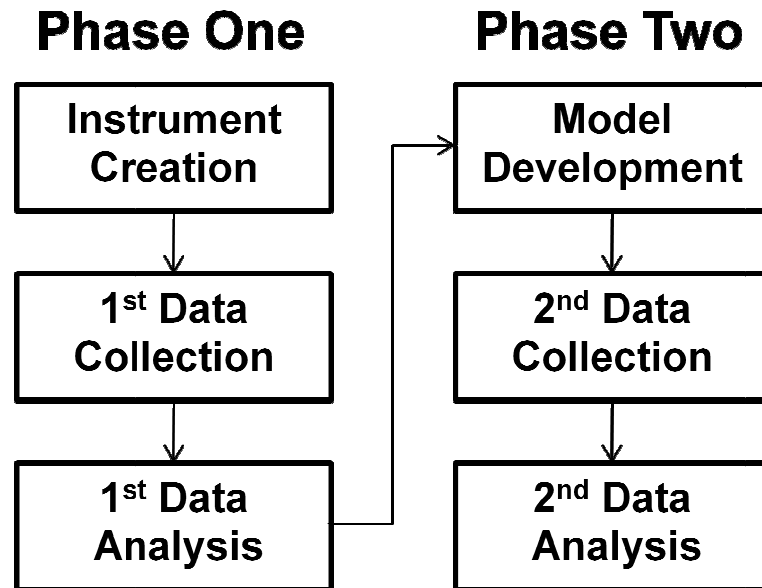 Phase One
Instrument
Creation
1st Data
Collection
1st Data
Analysis
Phase Two
Model
Development
2nd Data
Collection
2nd Data
Analysis